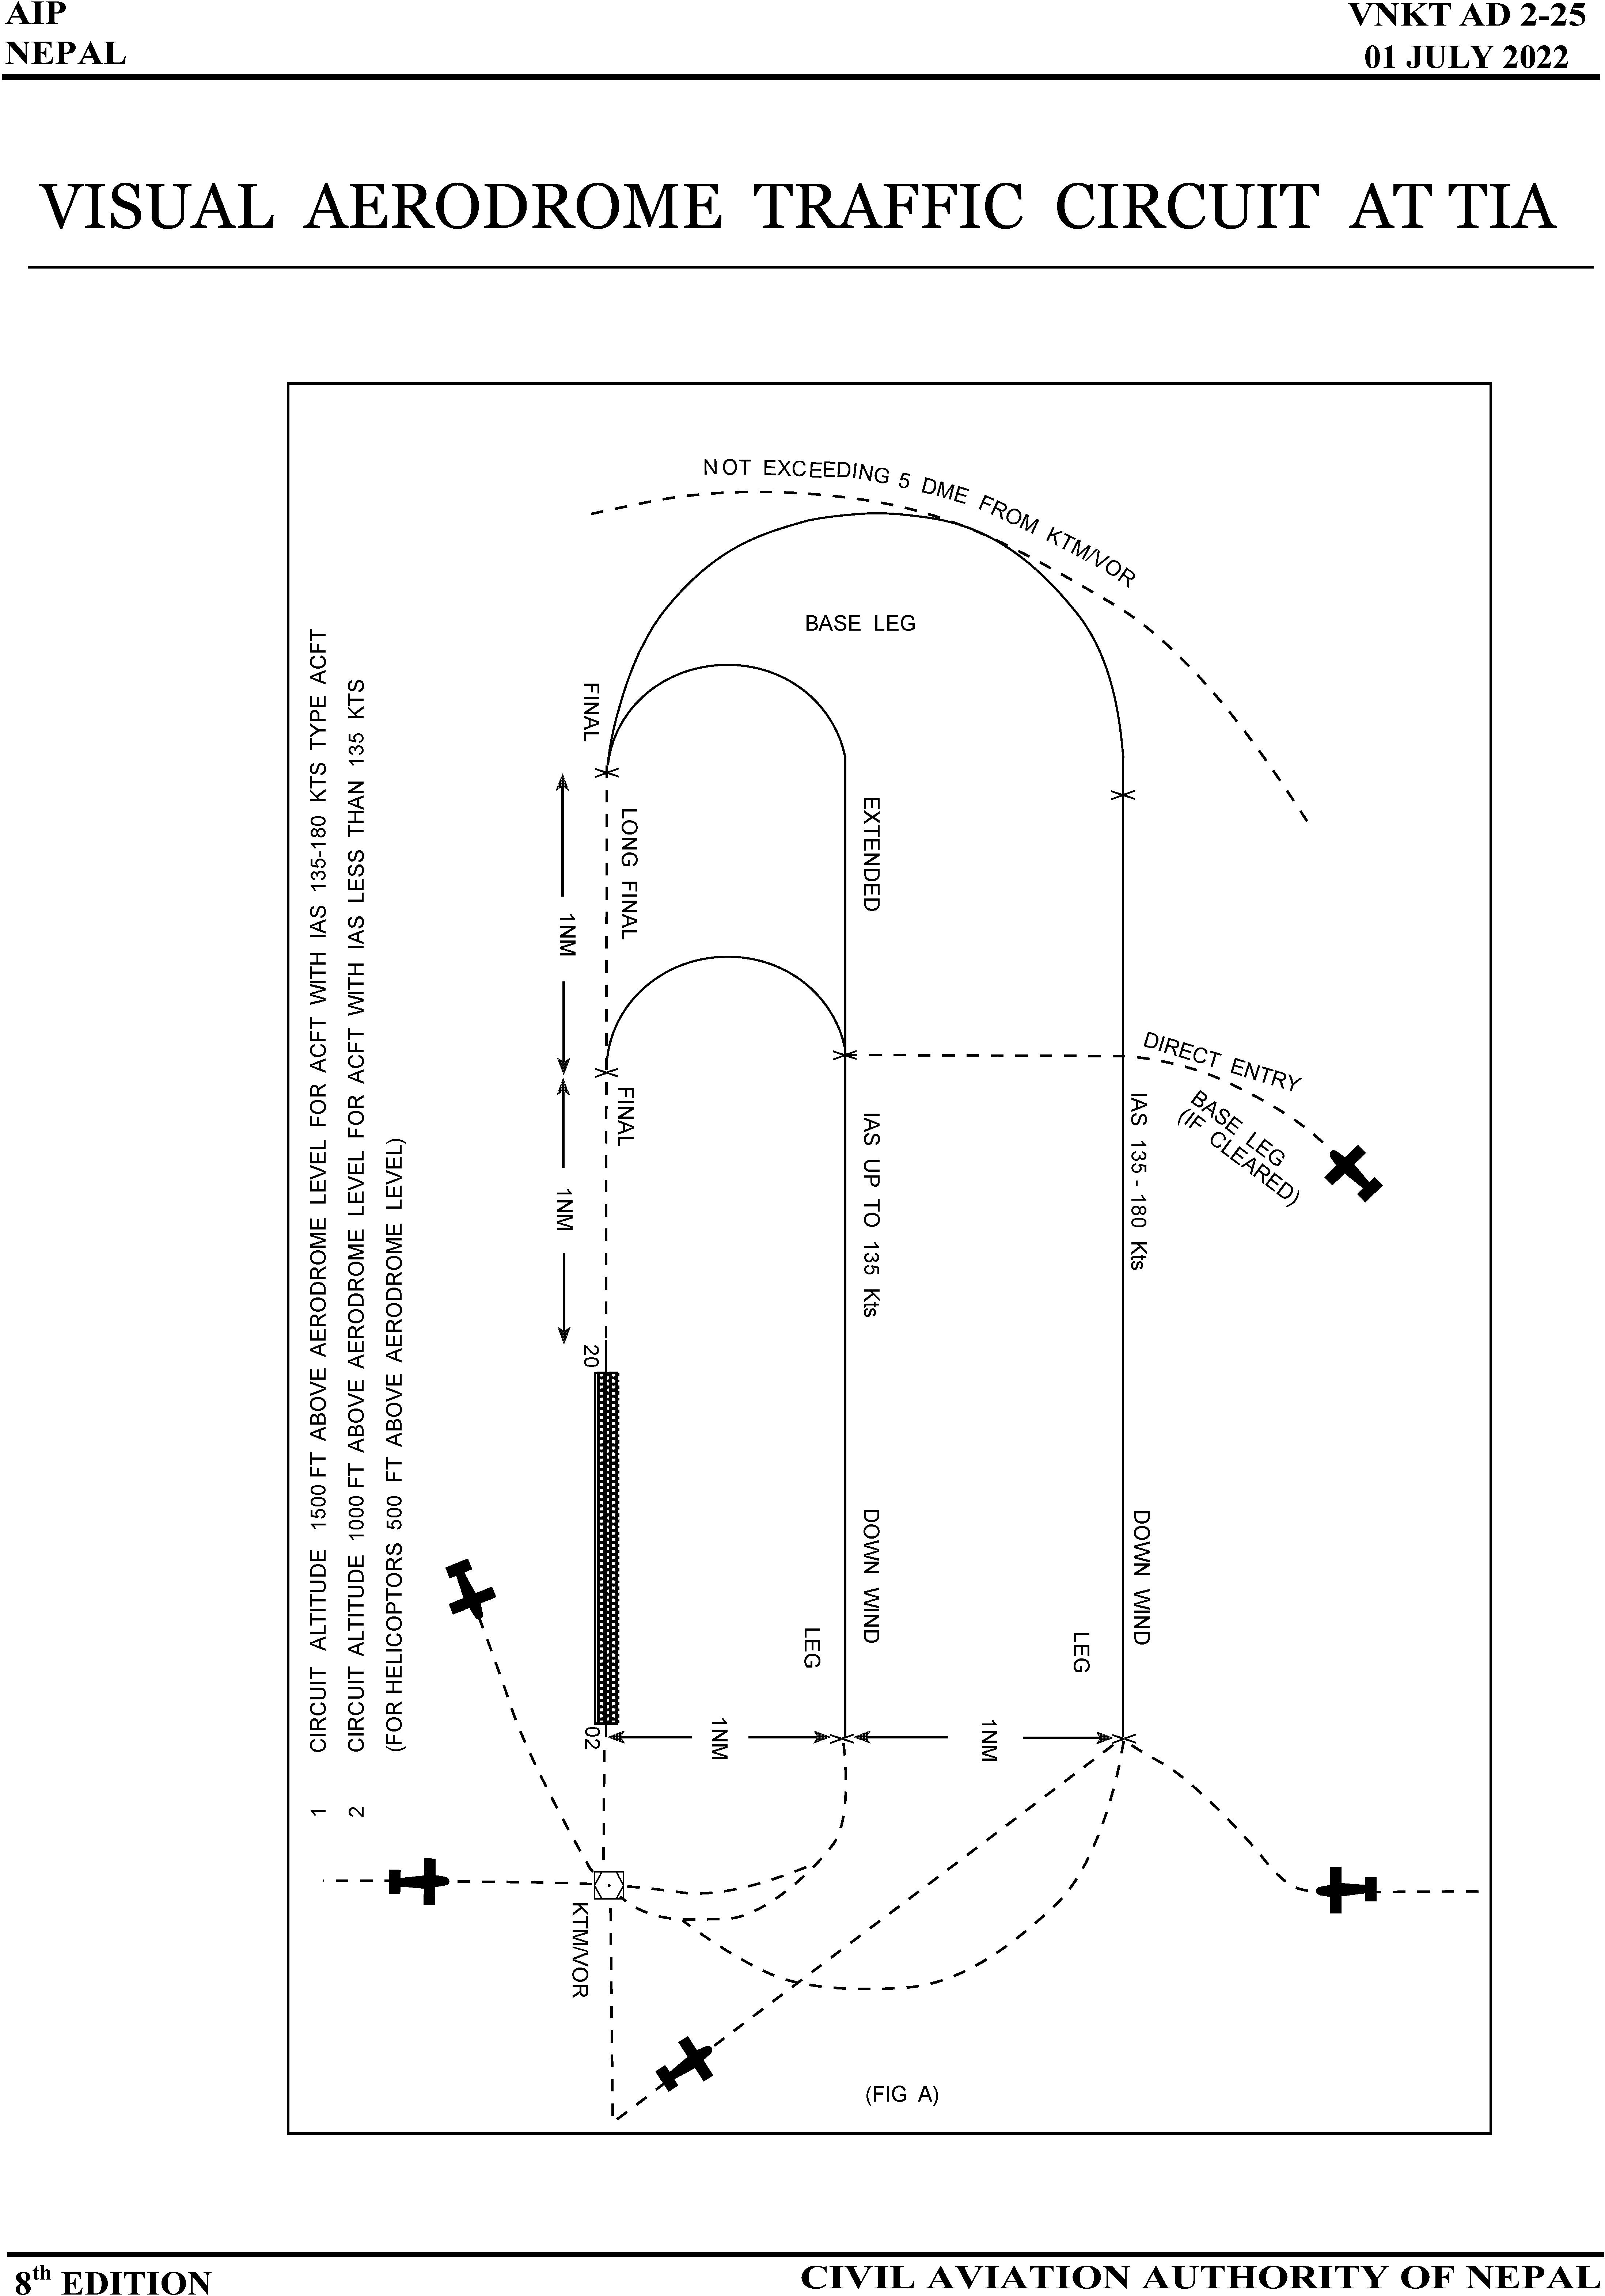 AIP
NEPAL
VNKT AD 2-25
01 JULY 2022
VISUAL AERODROME TRAFFIC CIRCUIT AT TIA
NOT EXCEEDING 5 DME FROM KTM/VOR
BASE LEG
FINAL
LONG FINAL
EXTENDED
1NM
DIRECT ENTRY
BASE LEG
(IF CLEARED)
FINAL
IAS UP TO 135 Kts
IAS 135 - 180 Kts
1NM
20
DOWN WIND
LEG
DOWN WIND
LEG
02
1NM
1NM
KTM/VOR
1 CIRCUIT ALTITUDE 1500 FT ABOVE AERODROME LEVEL FOR ACFT WITH IAS 135-180 KTS TYPE ACFT
2 CIRCUIT ALTITUDE 1000 FT ABOVE AERODROME LEVEL FOR ACFT WITH IAS LESS THAN 135 KTS
(FOR HELICOPTORS 500 FT ABOVE AERODROME LEVEL)
(FIG A)
8th EDITION
CIVIL AVIATION AUTHORITY OF NEPAL